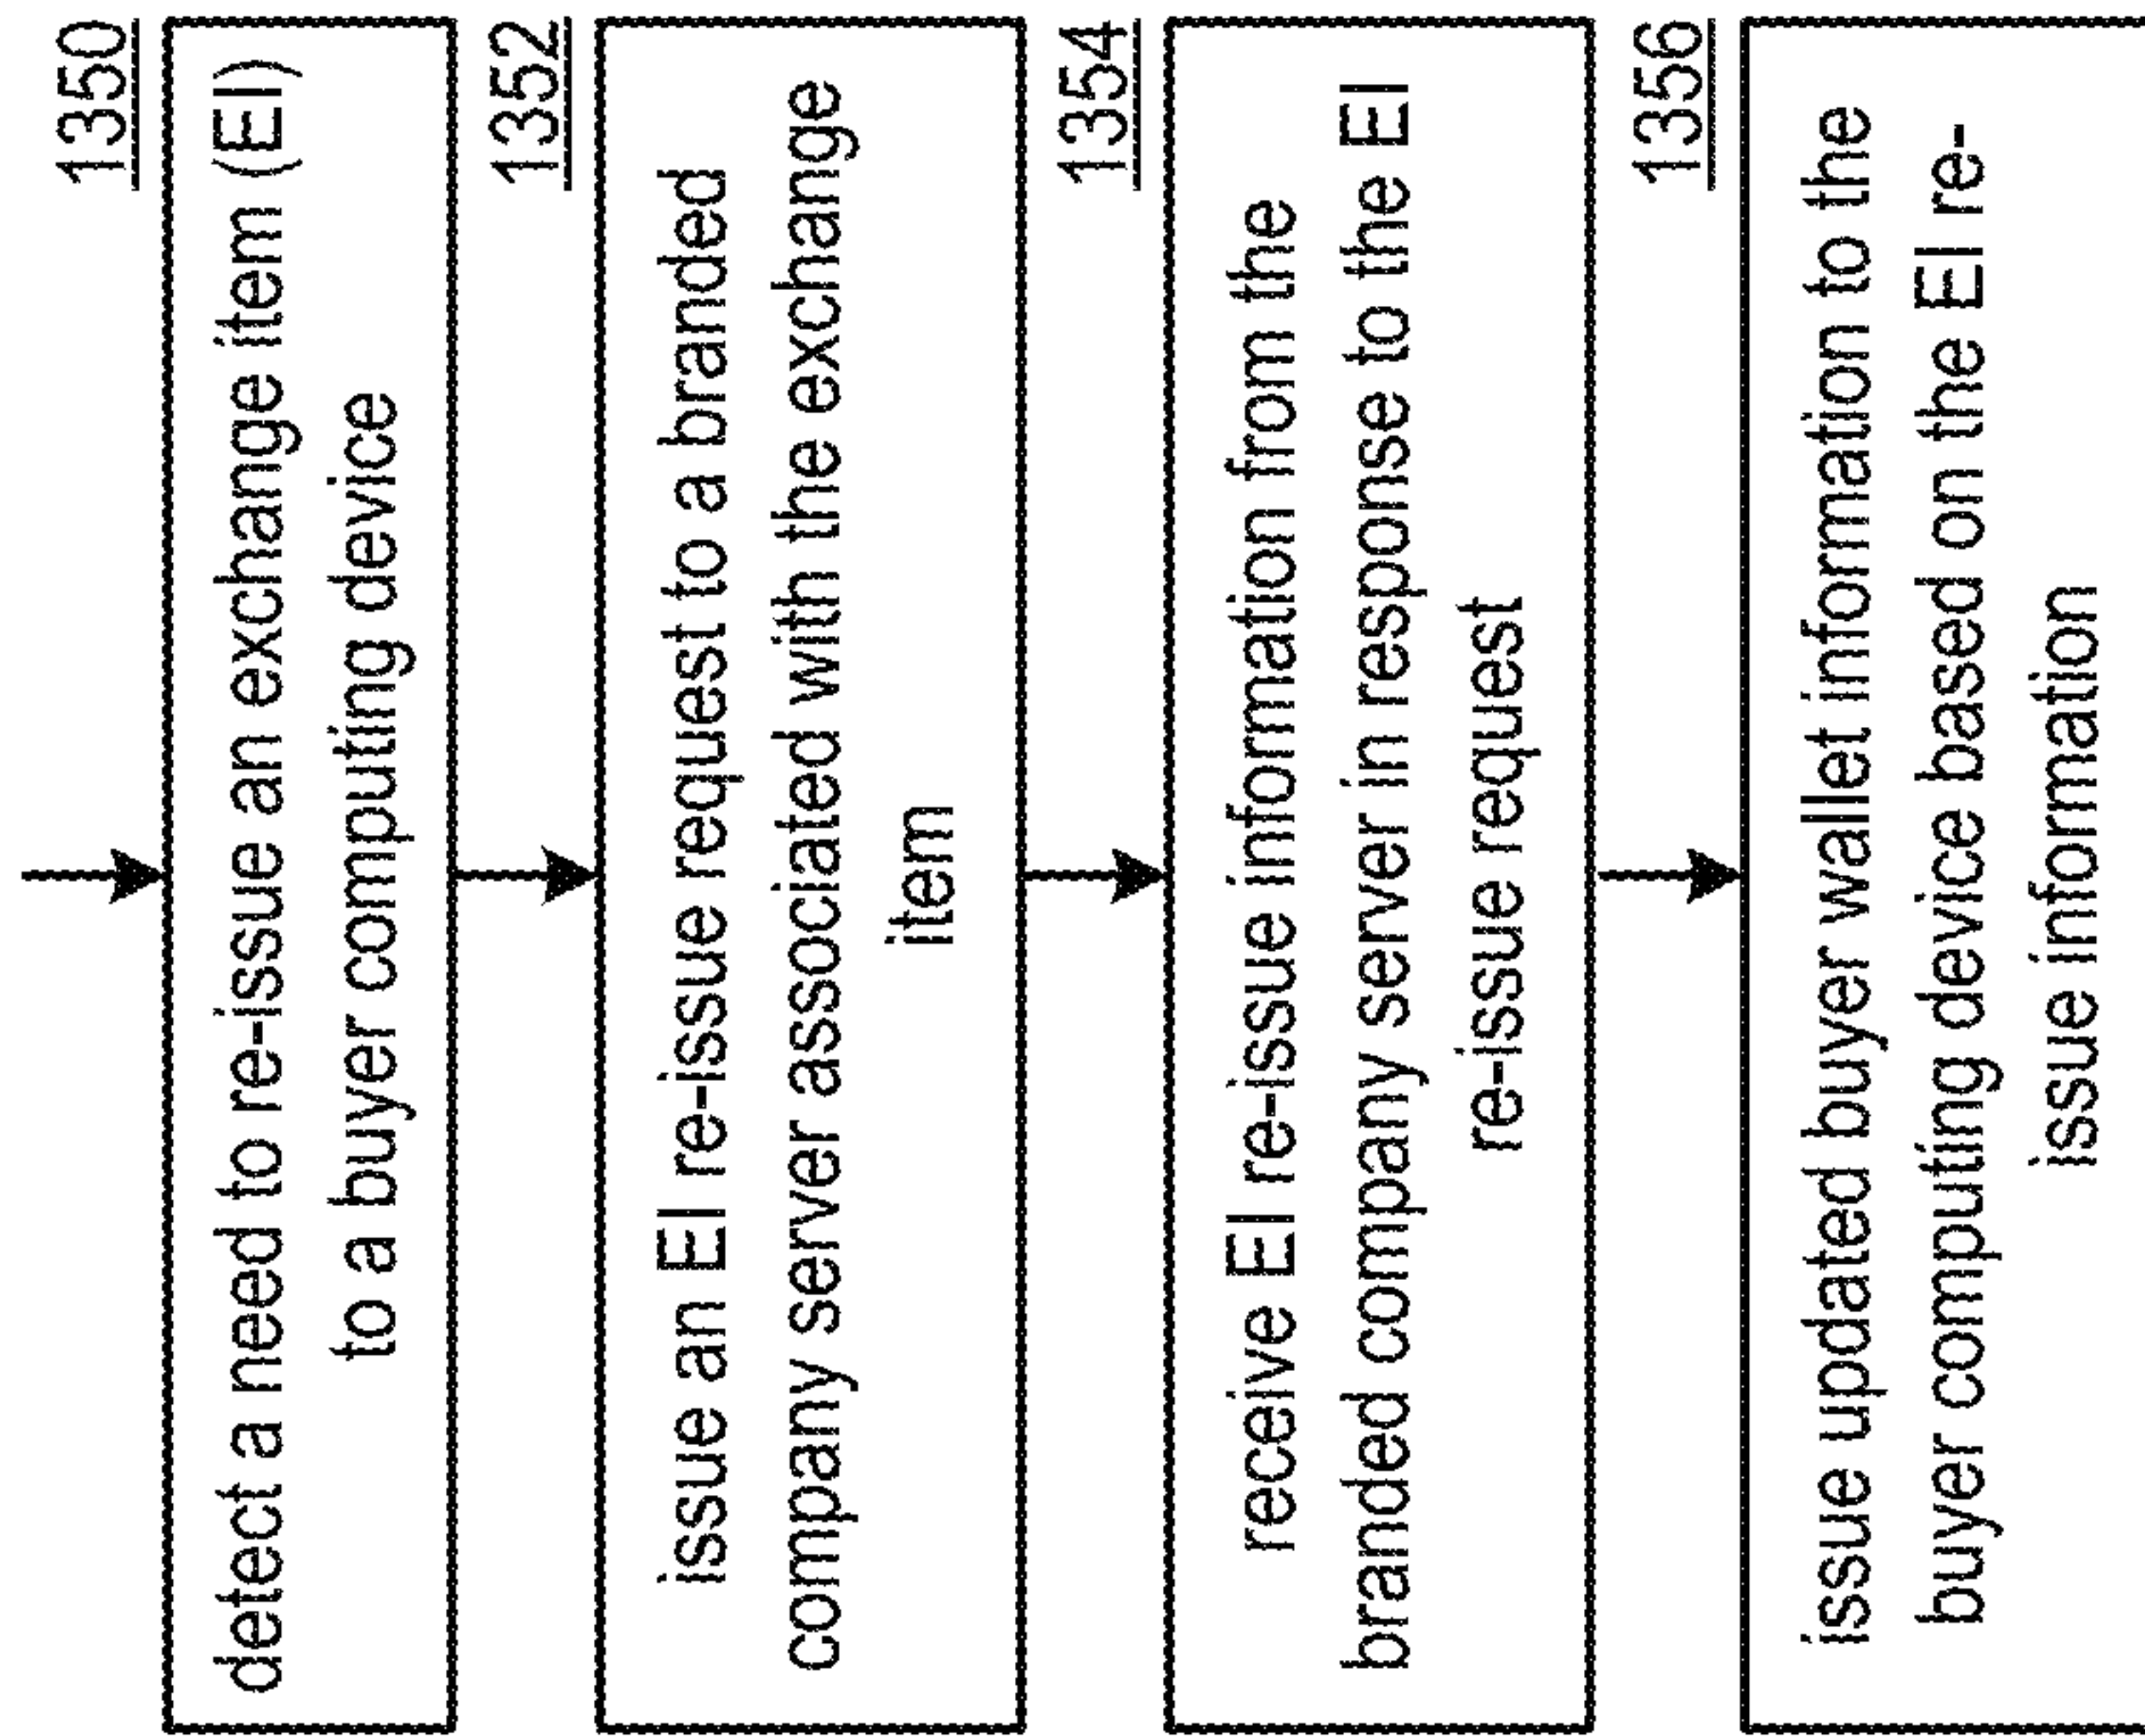 1350
detect a need to re-issue an exchange item (EI)
to a buyer computing device
1352
issue an EI re-issue request to a branded
company server associated with the exchange
item
1354
receive EI re-issue information from the
branded company server in response to the EI
re-issue request
1356
issue updated buyer wallet information to the
buyer computing device based on the EI re-
issue information